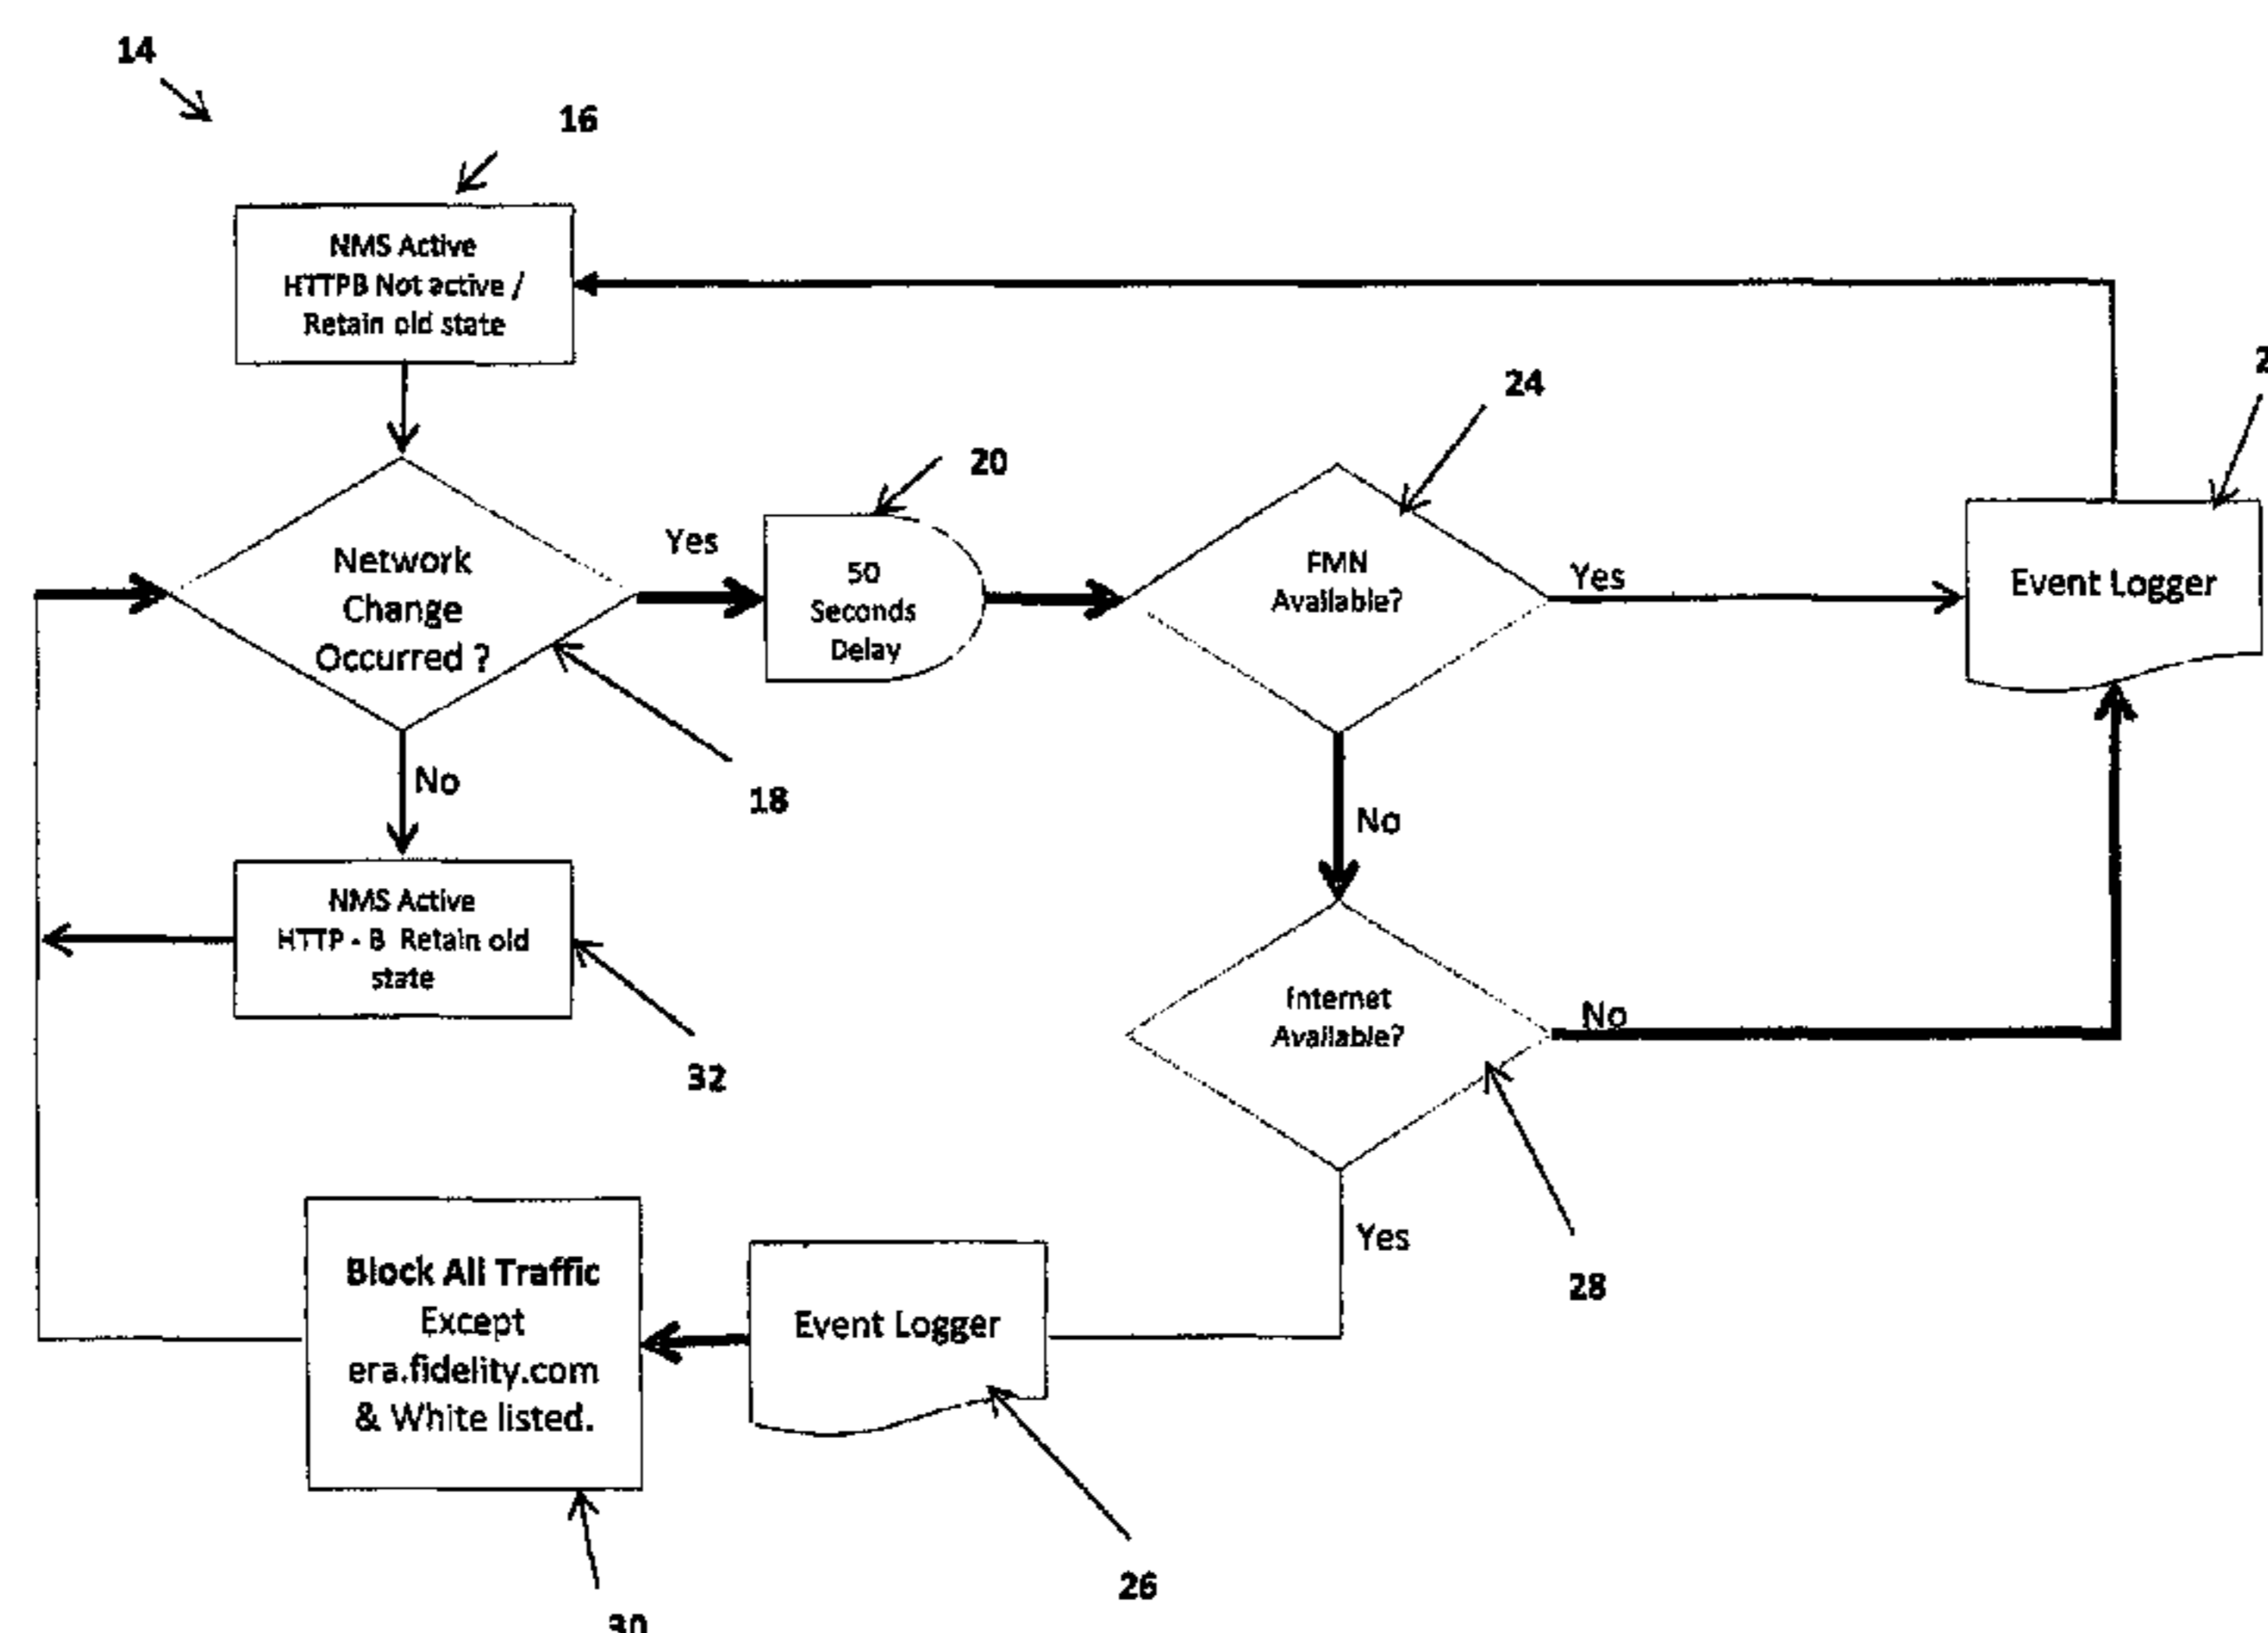 14
16
NMS Active
HTTPB Not active /
Retain old state
24
20
Yes
Network
Change
Occurred ?
50
Seconds
Delay
FMN
Available?
Yes
Event Logger
No
18
No
NMS Active
HTTP - B Retain old
state
Internet
Available?
No
32
Yes
Block All Traffic
Except
era.fidelity.com
& White listed.
Event Logger
28
26
30